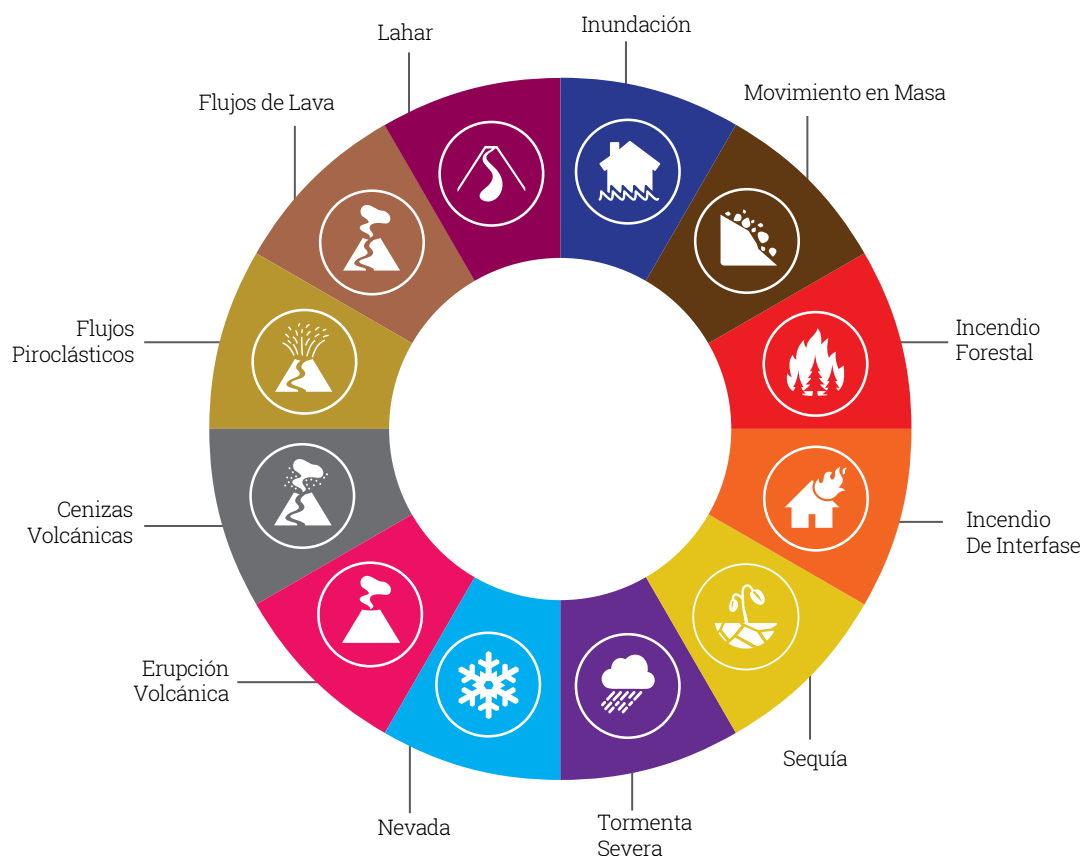 Lahar
Inundación
Movimiento en Masa
Flujos de Lava
Incendio
Forestal
Flujos
Piroclásticos
Incendio
De Interfase
Cenizas
Volcánicas
Erupción
Volcánica
Sequía
Nevada
Tormenta
Severa